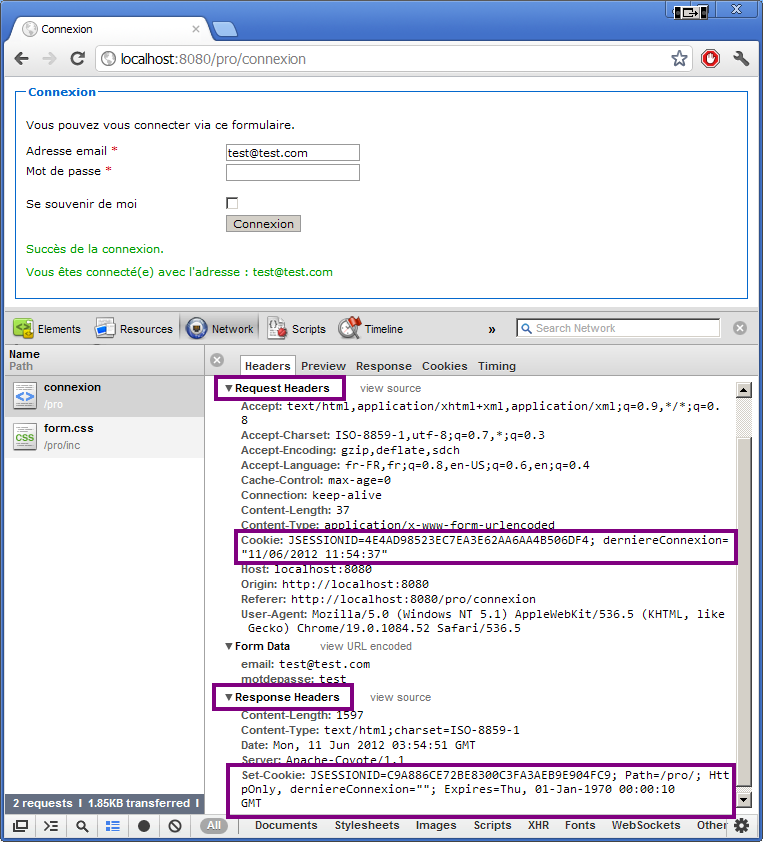 Connexion
localhost:8080/pro/connexion
Connexion
Vous pouvez vous connecter via ce formulaire.
Adresse email * test@test.com
Mot de passe *
Se souvenir de moi
Connexion
Succès de la connexion.
Vous êtes connecté(e) avec l'adresse : test@test.com
Elements Resources Network Scripts Timeline » Search Network
Name
Path
connexion
/pro
form.css
/pro/inc
Headers Preview Response Cookies Timing
Request Headers view source
Accept: text/html,application/xhtml+xml,application/xml;q=0.9,*/*;q=0.
8
Accept-Charset: ISO-8859-1,utf-8;q=0.7,*;q=0.3
Accept-Encoding: gzip,deflate,sdch
Accept-Language: fr-FR,fr;q=0.8,en-US;q=0.6,en;q=0.4
Cache-Control: max-age=0
Connection: keep-alive
Content-Length: 37
Content-Type: application/x-www-form-urlencoded
Cookie: JSESSIONID=4E4AD98523EC7EA3E62AA6AA4B506DF4; derniereConnexion=
"11/06/2012 11:54:37"
Host: localhost:8080
Origin: http://localhost:8080
Referer: http://localhost:8080/pro/connexion
User-Agent: Mozilla/5.0 (Windows NT 5.1) AppleWebKit/536.5 (KHTML, like
Gecko) Chrome/19.0.1084.52 Safari/536.5
Form Data view URL encoded
email: test@test.com
motdepasse: test
Response Headers view source
Content-Length: 1597
Content-Type: text/html;charset=ISO-8859-1
Date: Mon, 11 Jun 2012 03:54:51 GMT
Server: Apache-Coyote/1.1
Set-Cookie: JSESSIONID=C9A886CE72BE8300C3FA3AEB9E904FC9; Path=/pro/; Htt
pOnly, derniereConnexion=""; Expires=Thu, 01-Jan-1970 00:00:10
GMT
2 requests | 1.85KB transferred |
All Documents Stylesheets Images Scripts XHR Fonts WebSockets Other
CSS